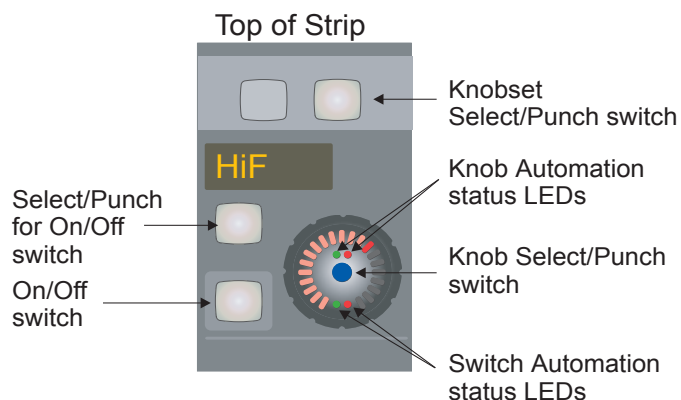 Top of Strip
Knobset
Select/Punch switch
HiF
Knob Automation
status LEDs
Select/Punch
for On/Off
switch
Knob Select/Punch
switch
On/Off
switch
Switch Automation
status LEDs